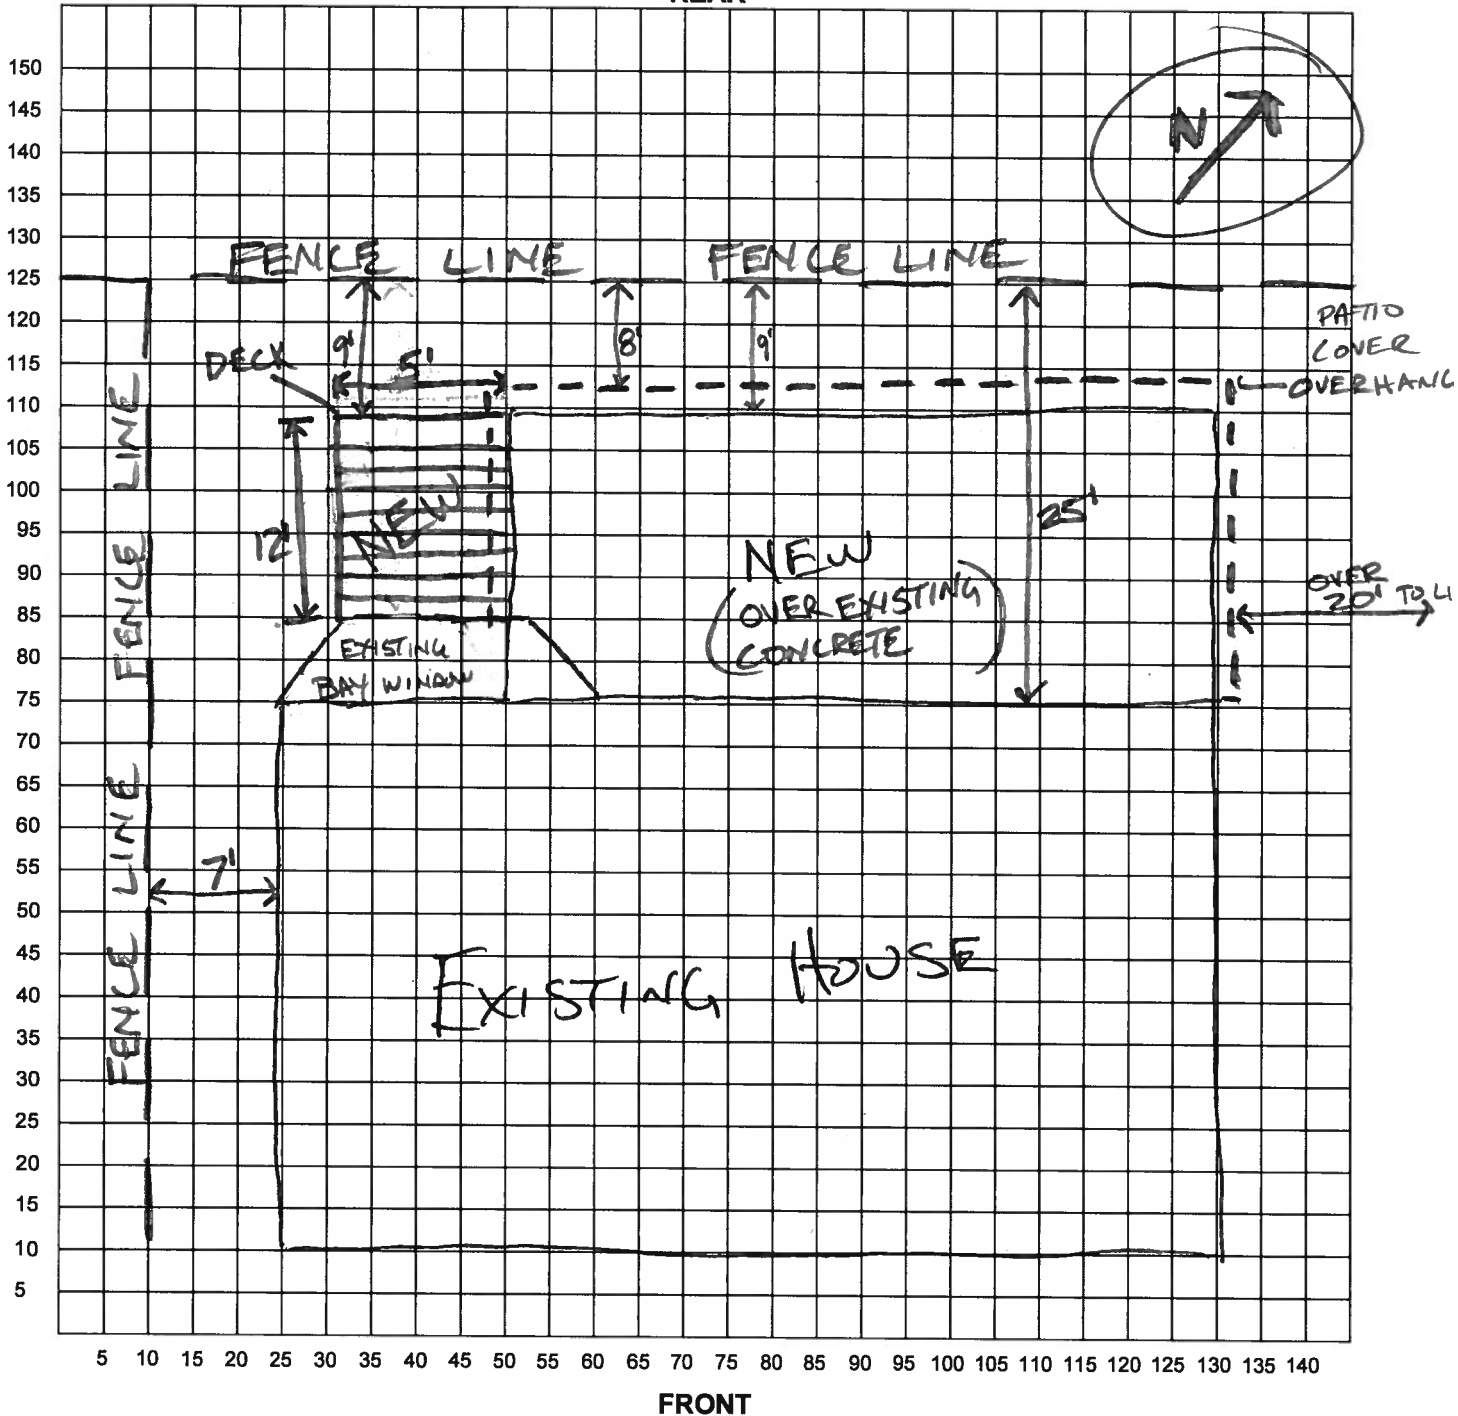 REAR
150
145
140
135
130
125
120
115
110
105
100
95
90
85
80
75
70
65
60
55
50
45
40
35
30
25
20
15
10
5
N
FENCE LINE
FENCE LINE
PATIO
COVER
OVERHANG
DECK
9'
5'
8'
9'
12'
NEW
25'
NEW
(OVER EXISTING
CONCRETE)
OVER
20' TO LI
EXISTING
BAY WINDOW
FENCE LINE
FENCE LINE
7'
EXISTING HOUSE
5 10 15 20 25 30 35 40 45 50 55 60 65 70 75 80 85 90 95 100 105 110 115 120 125 130 135 140
FRONT